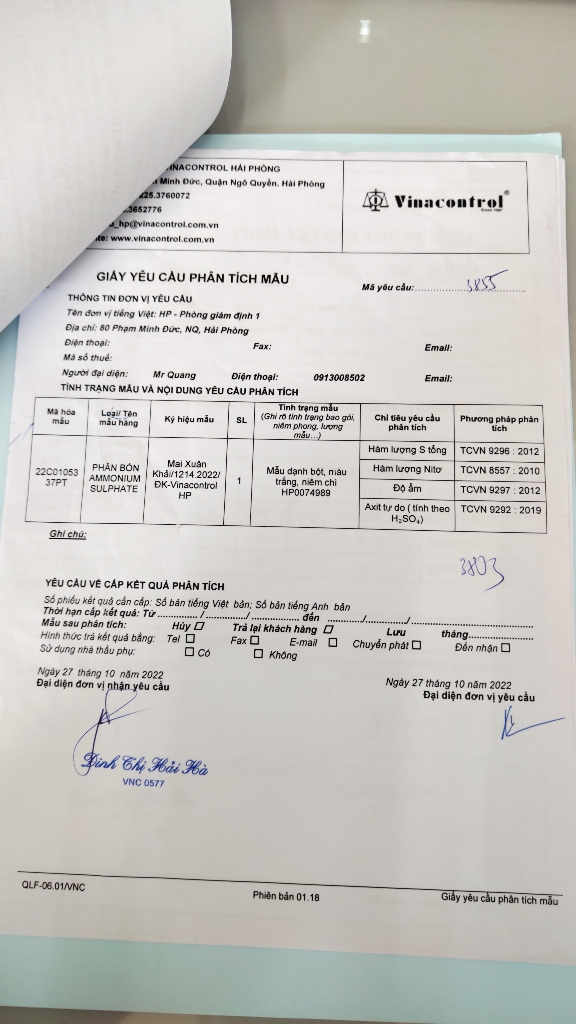 VINACONTROL HẢI PHÒNG
Minh Đức, Quận Ngô Quyền. Hải Phòng
225.3760072
.3652776
_hp@vinacontrol.com.vn
www.vinacontrol.com.vn
Vinacontrol®
GIẤY YÊU CẦU PHÂN TÍCH MẪU
Mã yêu cầu: 3855
THÔNG TIN ĐƠN VỊ YÊU CẦU
Tên đơn vị tiếng Việt: HP - Phòng giám định 1
Địa chỉ: 80 Phạm Minh Đức, NQ, Hải Phòng
Điện thoại: Fax: Email:
Mã số thuế:
Người đại diện: Mr Quang Điện thoại: 0913008502 Email:
TÌNH TRẠNG MẪU VÀ NỘI DUNG YÊU CẦU PHÂN TÍCH
Mã hóa mẫu
Loại/ Tên mẫu hàng
Ký hiệu mẫu
SL
Tình trạng mẫu
(Ghi rõ tình trạng bao gói, niêm phong, lượng mẫu...)
Chỉ tiêu yêu cầu phân tích
Phương pháp phân tích
22C01053
37PT
PHÂN BÓN
AMMONIUM
SULPHATE
Mai Xuân
Khải/1214.2022/
ĐK-Vinacontrol
HP
1
Mẫu dạng bột, màu
trắng, niêm chì
HP0074989
Hàm lượng S tổng TCVN 9296 : 2012
Hàm lượng Nitơ TCVN 8557 : 2010
Độ ẩm TCVN 9297 : 2012
Axit tự do ( tính theo H₂SO₄) TCVN 9292 : 2019
Ghi chú:
3803
YÊU CẦU VỀ CẤP KẾT QUẢ PHÂN TÍCH
Số phiếu kết quả cần cấp: Số bản tiếng Việt bản; Số bản tiếng Anh bản
Thời hạn cấp kết quả: Từ ............/............/............ đến ............/............/............
Mẫu sau phân tích: Hủy ☐ Trả lại khách hàng ☐ Lưu tháng....................
Hình thức trả kết quả bằng: Tel ☐ Fax ☐ E-mail ☐ Chuyển phát ☐ Đến nhận ☐
Sử dụng nhà thầu phụ: ☐ Có ☐ Không
Ngày 27 tháng 10 năm 2022
Đại diện đơn vị nhận yêu cầu
Ngày 27 tháng 10 năm 2022
Đại diện đơn vị yêu cầu
Đinh Thị Hải Hà
VNC 0577
QLF-06.01/VNC
Phiên bản 01.18
Giấy yêu cầu phân tích mẫu